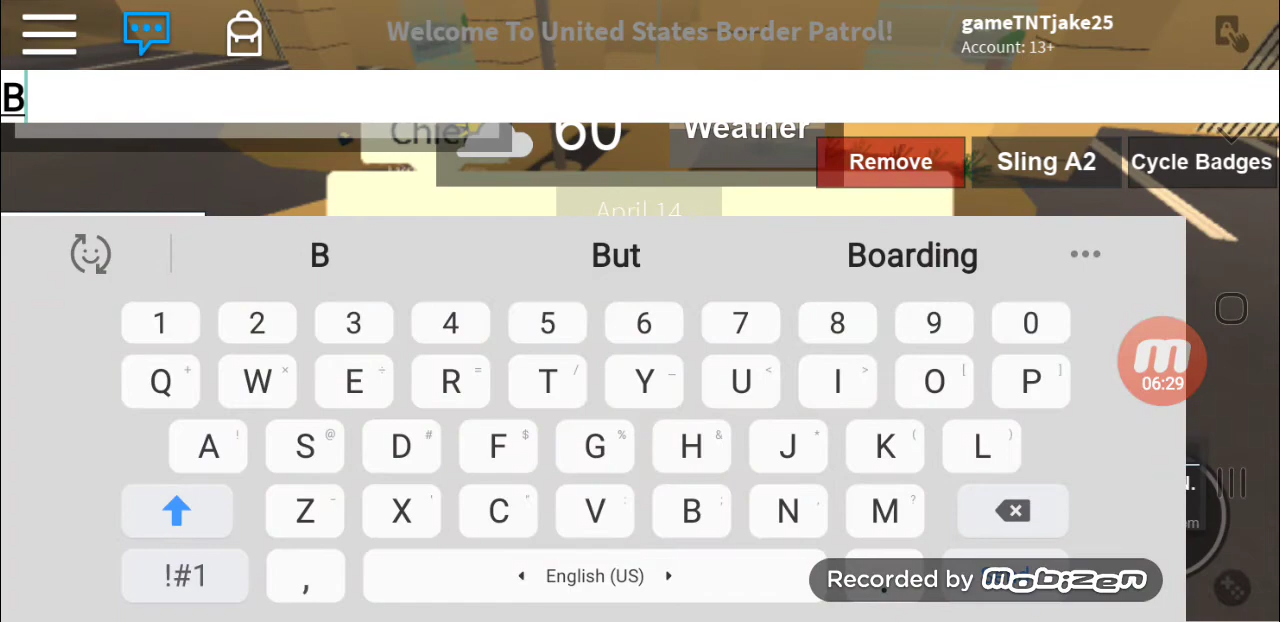 Welcome To United States Border Patrol!
gameTNTjake25
Account: 13+
B
Chief
60
Weather
Remove
Sling A2
Cycle Badges
April 14
B
But
Boarding
1 2 3 4 5 6 7 8 9 0
Q + W × E ÷ R = T / Y _ U < I > O [ P ]
A ! S @ D # F $ G % H & J * K ( L )
Z - X ' C " V : B ; N , M ?
!#1 , English (US) .
m
06:29
Recorded by mobizen